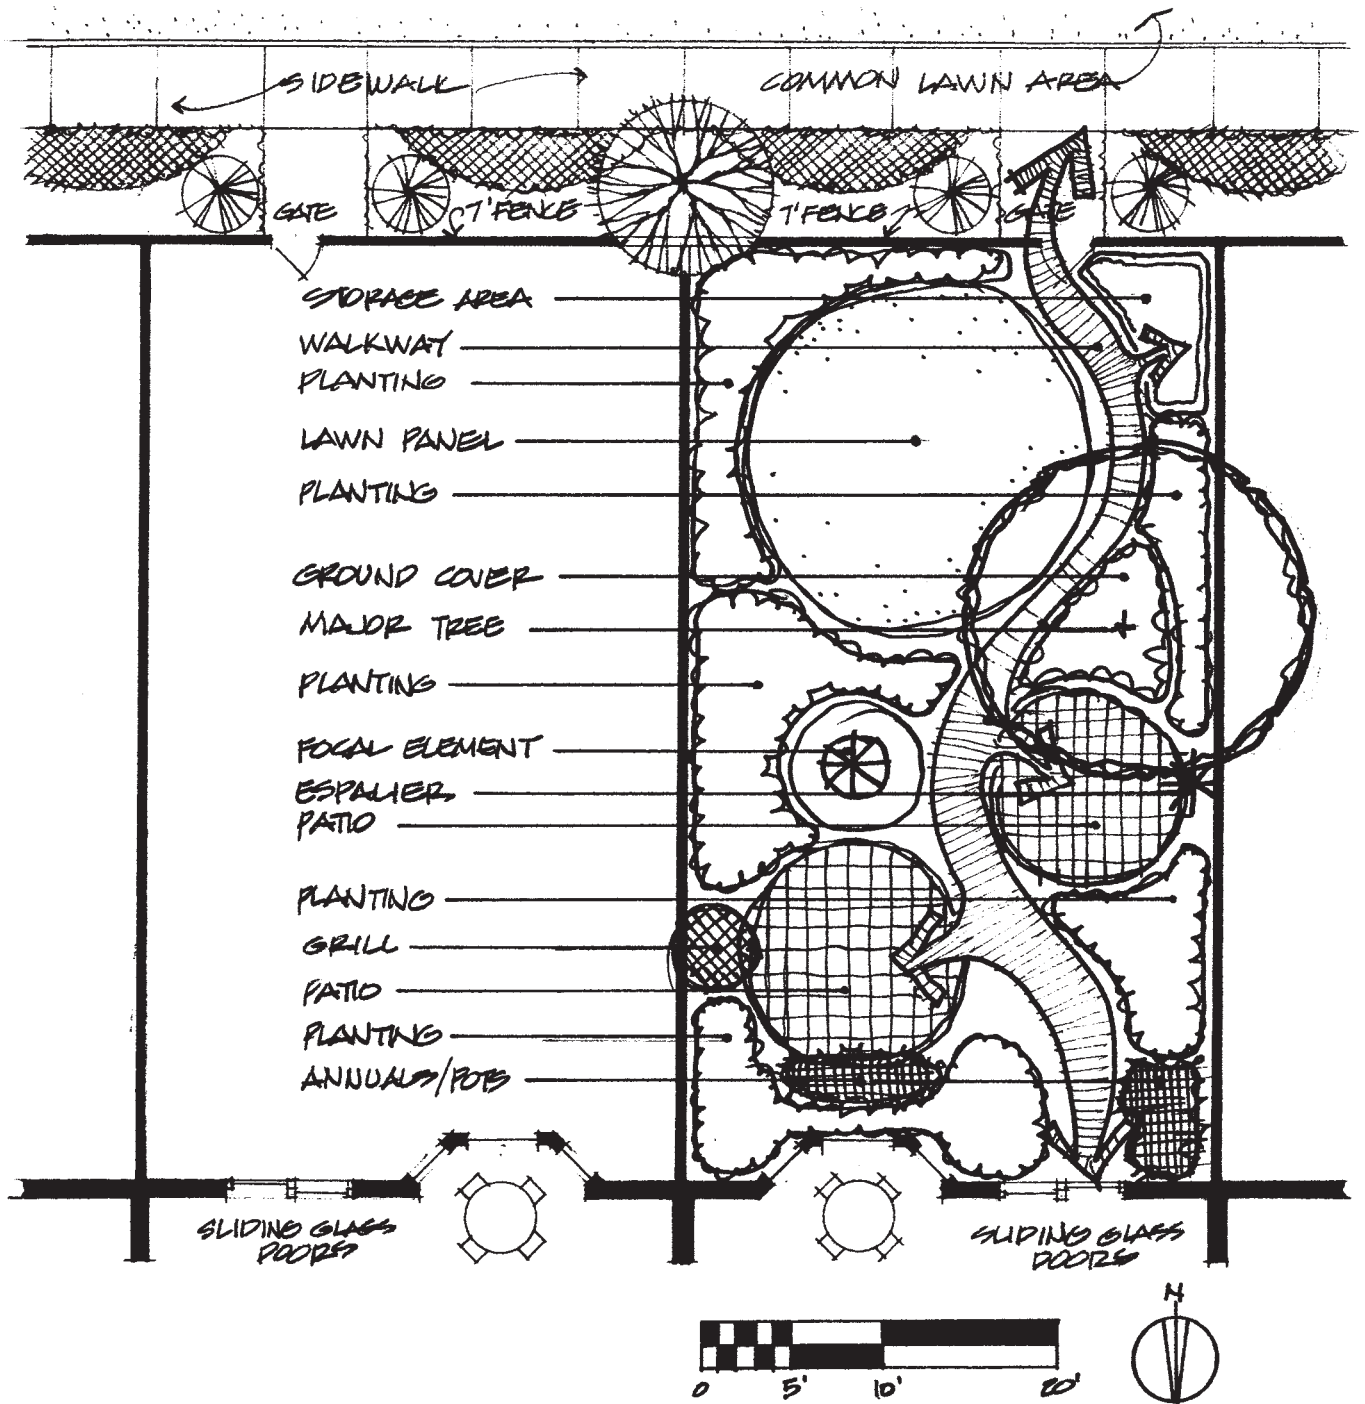 SIDEWALK
COMMON LAWN AREA
GATE
7' FENCE
7' FENCE
GATE
STORAGE AREA
WALKWAY
PLANTING
LAWN PANEL
PLANTING
GROUND COVER
MAJOR TREE
PLANTING
FOCAL ELEMENT
ESPALIER
PATIO
PLANTING
GRILL
PATIO
PLANTING
ANNUALS/POTS
SLIDING GLASS
DOORS
SLIDING GLASS
DOORS
N
0 5' 10' 20'